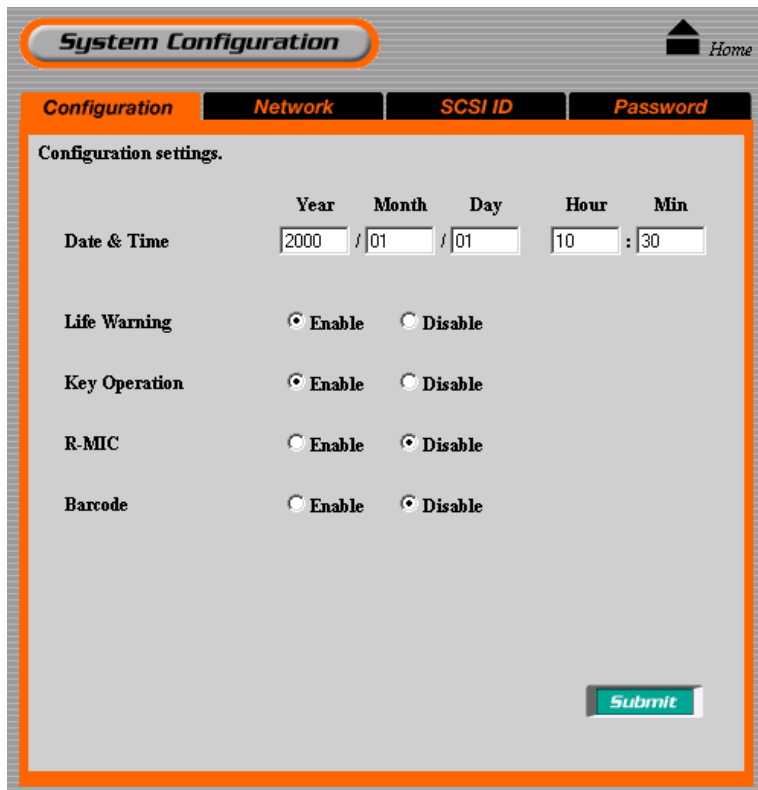 System Configuration
Home
Configuration Network SCSI ID Password
Configuration settings.
Year Month Day Hour Min
Date & Time 2000 / 01 / 01 10 : 30
Life Warning Enable Disable
Key Operation Enable Disable
R-MIC Enable Disable
Barcode Enable Disable
Submit